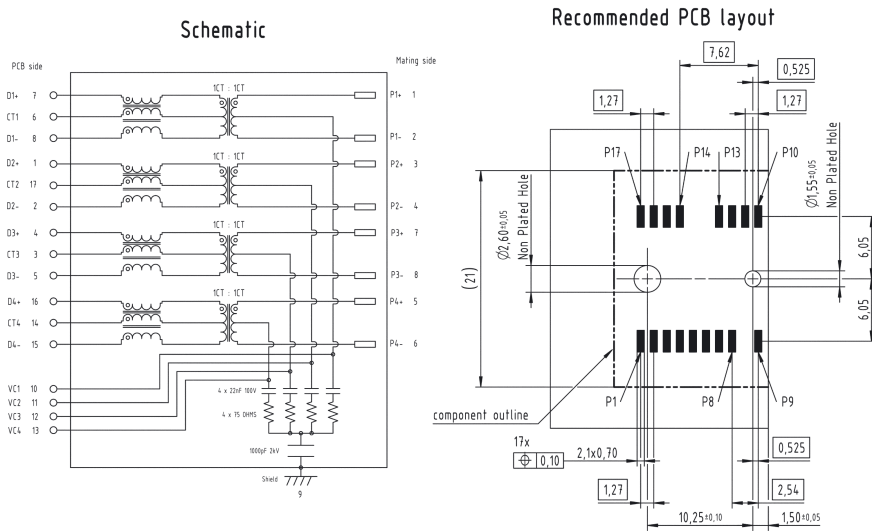 Schematic
PCB side
Mating side
D1+ 7
CT1 6
D1- 8
1CT : 1CT
P1+ 1
P1- 2
D2+ 1
CT2 17
D2- 2
1CT : 1CT
P2+ 3
P2- 4
D3+ 4
CT3 3
D3- 5
1CT : 1CT
P3+ 7
P3- 8
D4+ 16
CT4 14
D4- 15
1CT : 1CT
P4+ 5
P4- 6
VC1 10
VC2 11
VC3 12
VC4 13
4 x 22nF 100V
4 x 75 OHMS
1000pF 2kV
Shield
9
Recommended PCB layout
7,62
0,525
1,27
1,27
P17
P14
P13
P10
Ø2,60±0,05
Non Plated Hole
Ø1,55±0,05
Non Plated Hole
(21)
6,05
6,05
P1
P8
P9
component outline
17x
⌖ 0,10
2,1x0,70
0,525
1,27
2,54
10,25±0,10
1,50±0,05